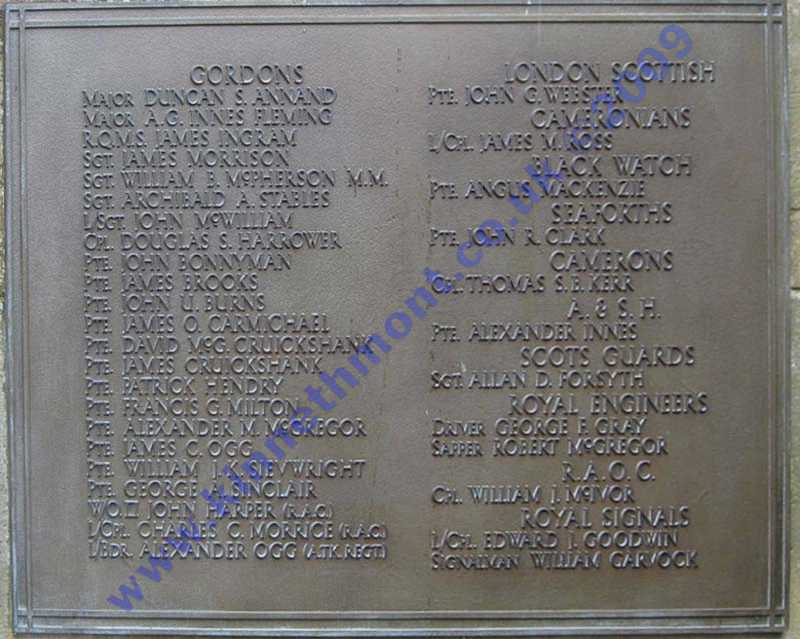 GORDONS
MAJOR DUNCAN S. ANNAND
MAJOR A.G. INNES FLEMING
R.Q.M.S. JAMES INGRAM
SGT. JAMES MORRISON
SGT. WILLIAM B. McPHERSON M.M.
SGT. ARCHIBALD A. STABLES
L/SGT. JOHN McWILLIAM
CPL. DOUGLAS S. HARROWER
PTE. JOHN BONNYMAN
PTE. JAMES BROOKS
PTE. JOHN U. BURNS
PTE. JAMES O. CARMICHAEL
PTE. DAVID McG. CRUICKSHANK
PTE. JAMES CRUICKSHANK
PTE. PATRICK HENDRY
PTE. FRANCIS G. MILTON
PTE. ALEXANDER M. McGREGOR
PTE. JAMES C. OGG
PTE. WILLIAM J.K. SIEVWRIGHT
PTE. GEORGE A. SINCLAIR
W/O.II JOHN HARPER (R.A.C.)
L/CPL. CHARLES C. MORRICE (R.A.C.)
L/BDR. ALEXANDER OGG (A.TK.REGT.)
LONDON SCOTTISH
PTE. JOHN G. WEBSTER
CAMERONIANS
L/CPL. JAMES M. ROSS
BLACK WATCH
PTE. ANGUS MACKENZIE
SEAFORTHS
PTE. JOHN R. CLARK
CAMERONS
CPL. THOMAS S.B. KERR
A. & S. H.
PTE. ALEXANDER INNES
SCOTS GUARDS
SGT. ALLAN D. FORSYTH
ROYAL ENGINEERS
DRIVER GEORGE F. GRAY
SAPPER ROBERT McGREGOR
R.A.O.C.
CPL. WILLIAM J. McIVOR
ROYAL SIGNALS
L/CPL. EDWARD J. GOODWIN
SIGNALMAN WILLIAM GARVOCK
www.kinnethmont.co.uk © 2009